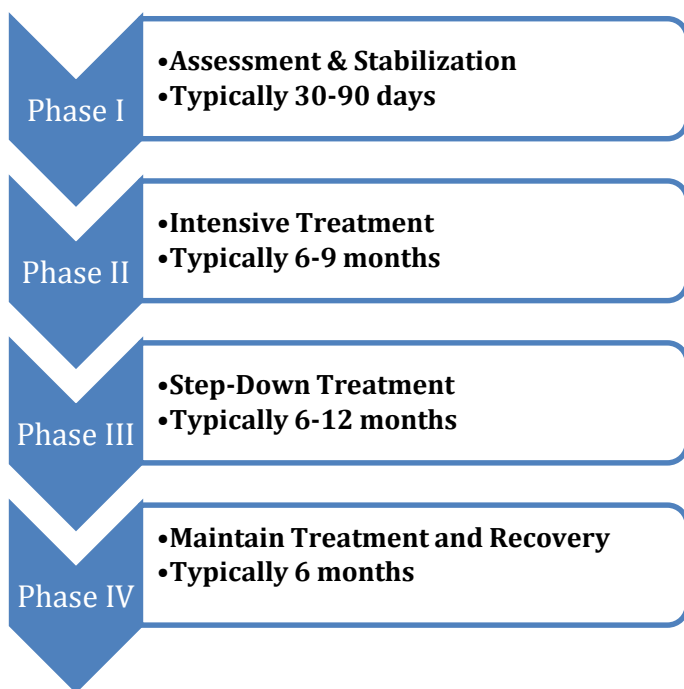 Phase I
•Assessment & Stabilization
•Typically 30-90 days
Phase II
•Intensive Treatment
•Typically 6-9 months
Phase III
•Step-Down Treatment
•Typically 6-12 months
Phase IV
•Maintain Treatment and Recovery
•Typically 6 months